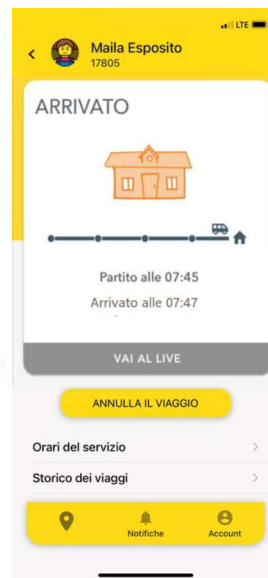 LTE
Maila Esposito
17805
ARRIVATO
Partito alle 07:45
Arrivato alle 07:47
VAI AL LIVE
ANNULLA IL VIAGGIO
Orari del servizio
Storico dei viaggi
Notifiche
Account